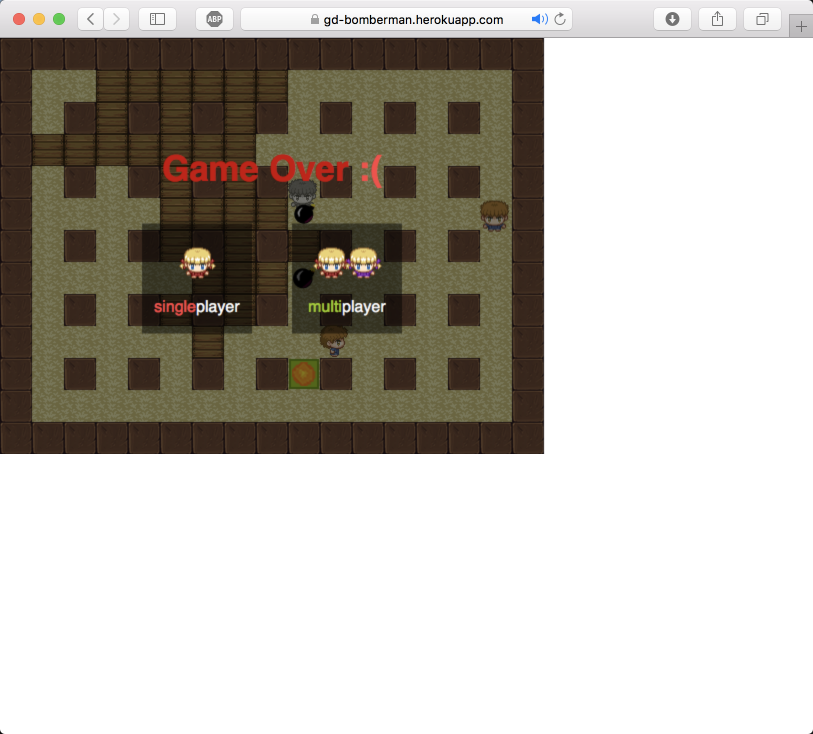 ABP
gd-bomberman.herokuapp.com
Game Over :(
singleplayer
multiplayer